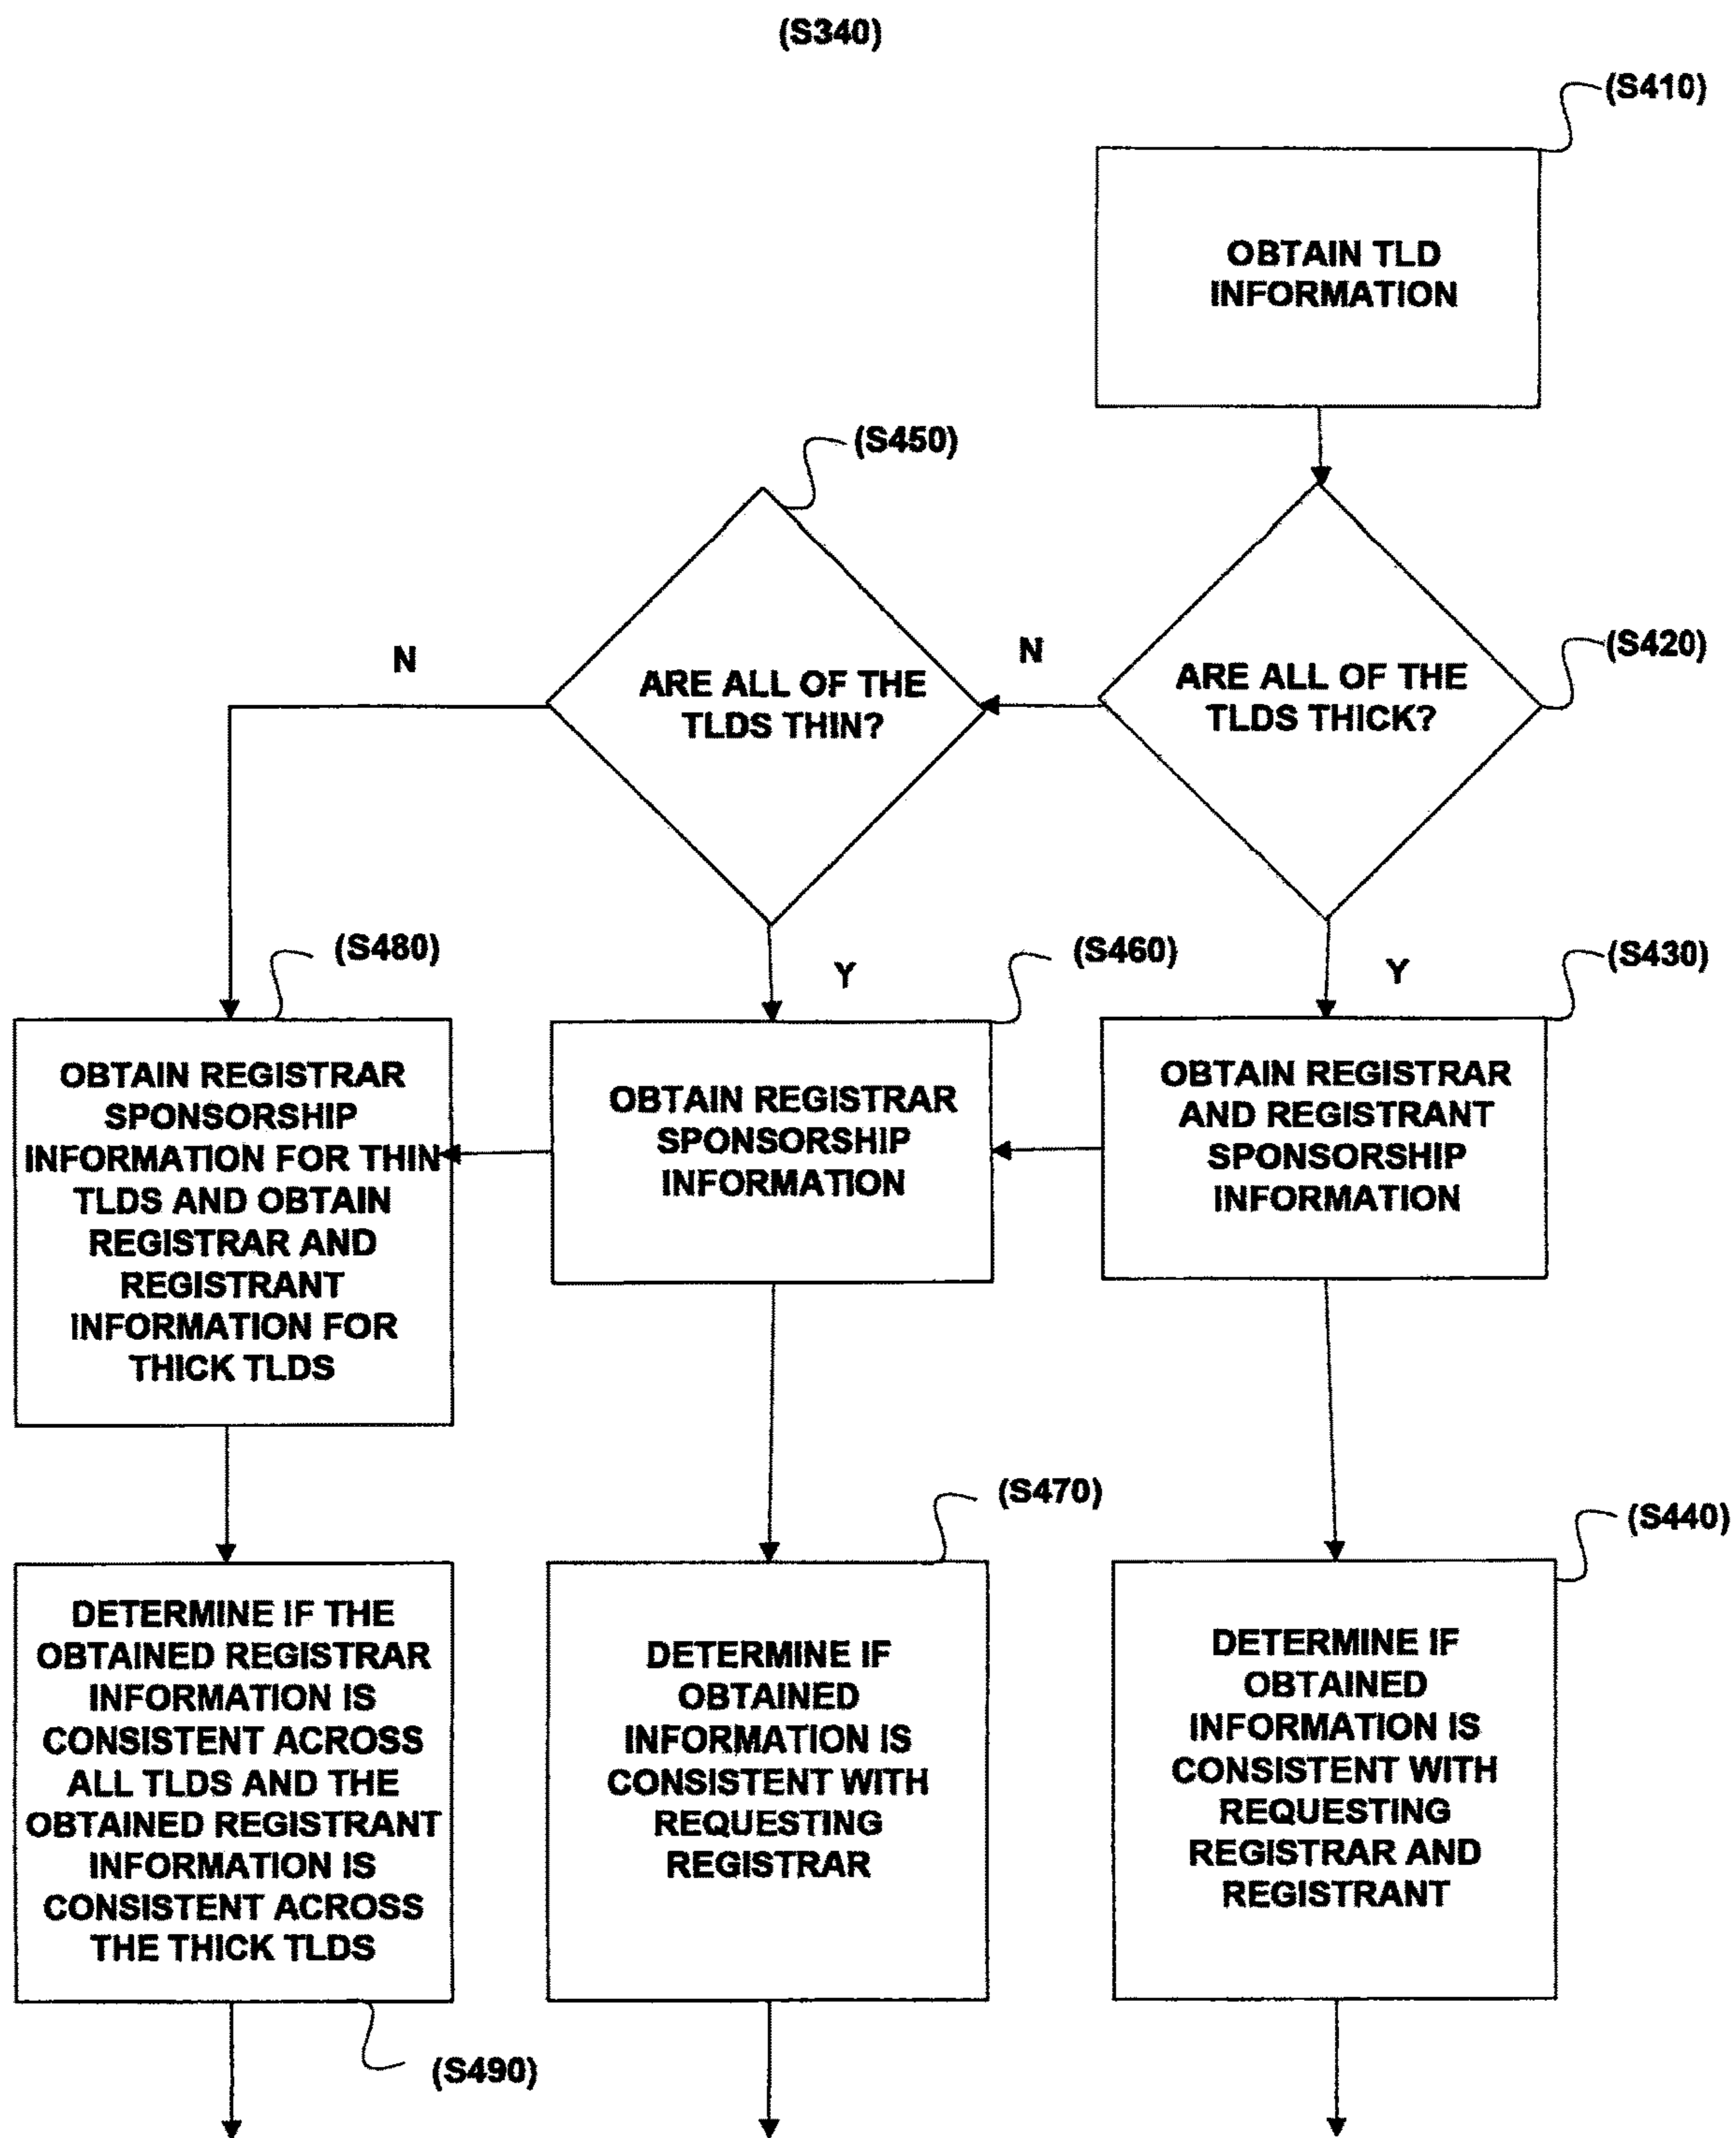 (S340)
(S410)
OBTAIN TLD
INFORMATION
(S450)
(S420)
N
N
ARE ALL OF THE
TLDS THIN?
ARE ALL OF THE
TLDS THICK?
(S480)
(S460)
(S430)
Y
Y
OBTAIN REGISTRAR
SPONSORSHIP
INFORMATION FOR THIN
TLDS AND OBTAIN
REGISTRAR AND
REGISTRANT
INFORMATION FOR
THICK TLDS
OBTAIN REGISTRAR
SPONSORSHIP
INFORMATION
OBTAIN REGISTRAR
AND REGISTRANT
SPONSORSHIP
INFORMATION
(S470)
(S440)
DETERMINE IF THE
OBTAINED REGISTRAR
INFORMATION IS
CONSISTENT ACROSS
ALL TLDS AND THE
OBTAINED REGISTRANT
INFORMATION IS
CONSISTENT ACROSS
THE THICK TLDS
DETERMINE IF
OBTAINED
INFORMATION IS
CONSISTENT WITH
REQUESTING
REGISTRAR
DETERMINE IF
OBTAINED
INFORMATION IS
CONSISTENT WITH
REQUESTING
REGISTRAR AND
REGISTRANT
(S490)